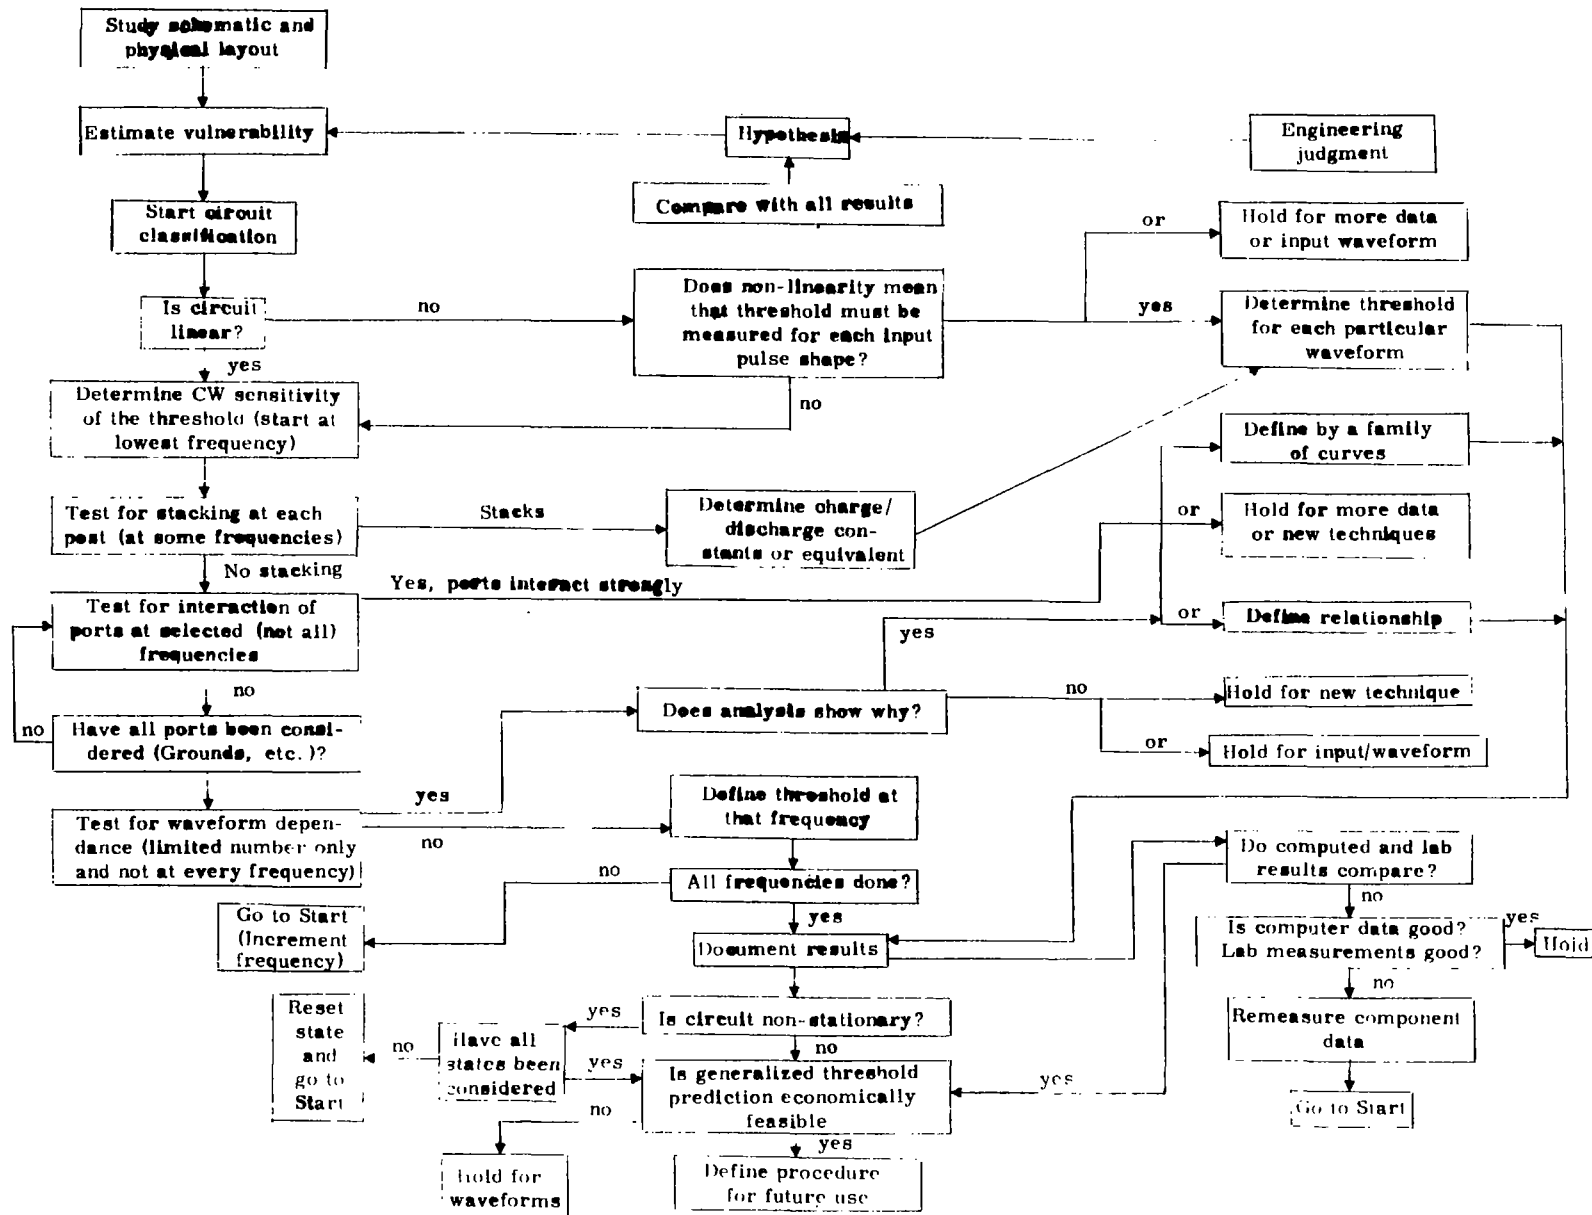 Study schematic and
physical layout
Estimate vulnerability
Hypothesis
Engineering
judgment
Compare with all results
Start circuit
classification
or
Hold for more data
or input waveform
Is circuit
linear?
no
Does non-linearity mean
that threshold must be
measured for each input
pulse shape?
yes
Determine threshold
for each particular
waveform
yes
no
Determine CW sensitivity
of the threshold (start at
lowest frequency)
Define by a family
of curves
Test for stacking at each
post (at some frequencies)
Stacks
Determine charge/
discharge con-
stants or equivalent
or
Hold for more data
or new techniques
No stacking
Yes, ports interact strongly
Test for interaction of
ports at selected (not all)
frequencies
yes
or
Define relationship
no
no
Have all ports been consi-
dered (Grounds, etc.)?
Does analysis show why?
no
Hold for new technique
or
Hold for input/waveform
yes
Test for waveform depen-
dance (limited number only
and not at every frequency)
no
Define threshold at
that frequency
Do computed and lab
results compare?
no
All frequencies done?
no
yes
Go to Start
(Increment
frequency)
Document results
Is computer data good?
Lab measurements good?
yes
Hold
no
Reset
state
and
go to
Start
no
Have all
states been
considered
yes
yes
Is circuit non-stationary?
no
Remeasure component
data
Is generalized threshold
prediction economically
feasible
yes
Go to Start
no
yes
Hold for
waveforms
Define procedure
for future use